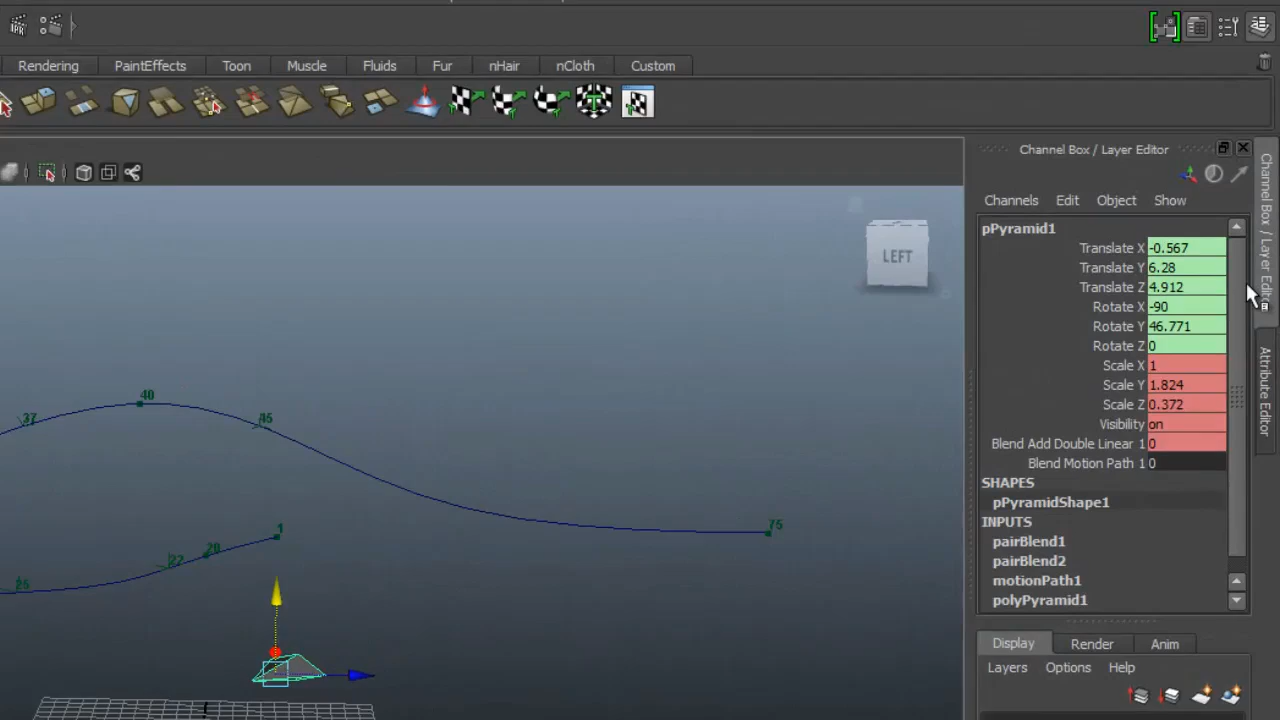 IPR
Rendering PaintEffects Toon Muscle Fluids Fur nHair nCloth Custom
T
Channel Box / Layer Editor
Channels Edit Object Show
pPyramid1
Translate X -0.567
Translate Y 6.28
Translate Z 4.912
Rotate X -90
Rotate Y 46.771
Rotate Z 0
Scale X 1
Scale Y 1.824
Scale Z 0.372
Visibility on
Blend Add Double Linear 1 0
Blend Motion Path 1 0
SHAPES
pPyramidShape1
INPUTS
pairBlend1
pairBlend2
motionPath1
polyPyramid1
Display Render Anim
Layers Options Help
Channel Box / Layer Editor
Attribute Editor
LEFT
37
40
45
75
1
20
22
25